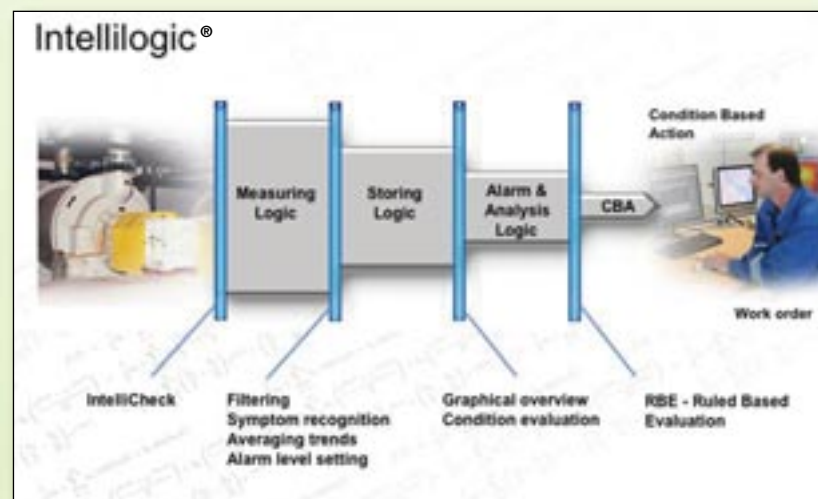 Intellilogic®
Condition Based
Action
Measuring
Logic
Storing
Logic
Alarm &
Analysis
Logic
CBA
Work order
IntelliCheck
Filtering
Symptom recognition
Averaging trends
Alarm level setting
Graphical overview
Condition evaluation
RBE - Ruled Based
Evaluation